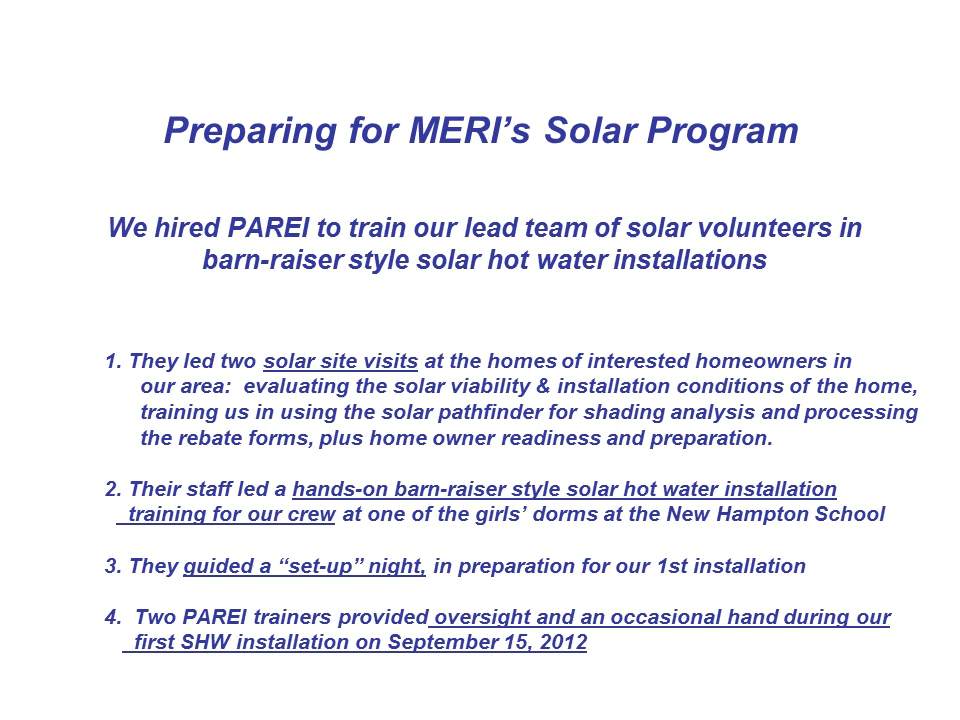 Preparing for MERI’s Solar Program
We hired PAREI to train our lead team of solar volunteers in
barn-raiser style solar hot water installations
1. They led two solar site visits at the homes of interested homeowners in
our area:  evaluating the solar viability & installation conditions of the home,
training us in using the solar pathfinder for shading analysis and processing
the rebate forms, plus home owner readiness and preparation.
2. Their staff led a hands-on barn-raiser style solar hot water installation
training for our crew at one of the girls’ dorms at the New Hampton School
3. They guided a “set-up” night, in preparation for our 1st installation
4.  Two PAREI trainers provided oversight and an occasional hand during our
first SHW installation on September 15, 2012